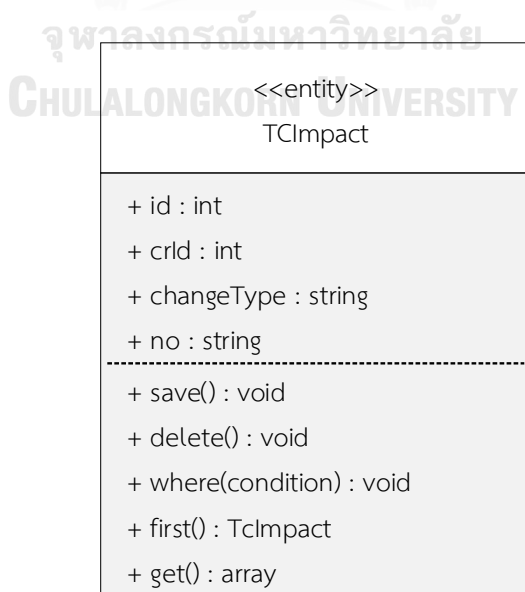 จุฬาลงกรณ์มหาวิทยาลัย
CHULALONGKORN UNIVERSITY
<<entity>>
TCImpact
+ id : int
+ crId : int
+ changeType : string
+ no : string
+ save() : void
+ delete() : void
+ where(condition) : void
+ first() : TcImpact
+ get() : array